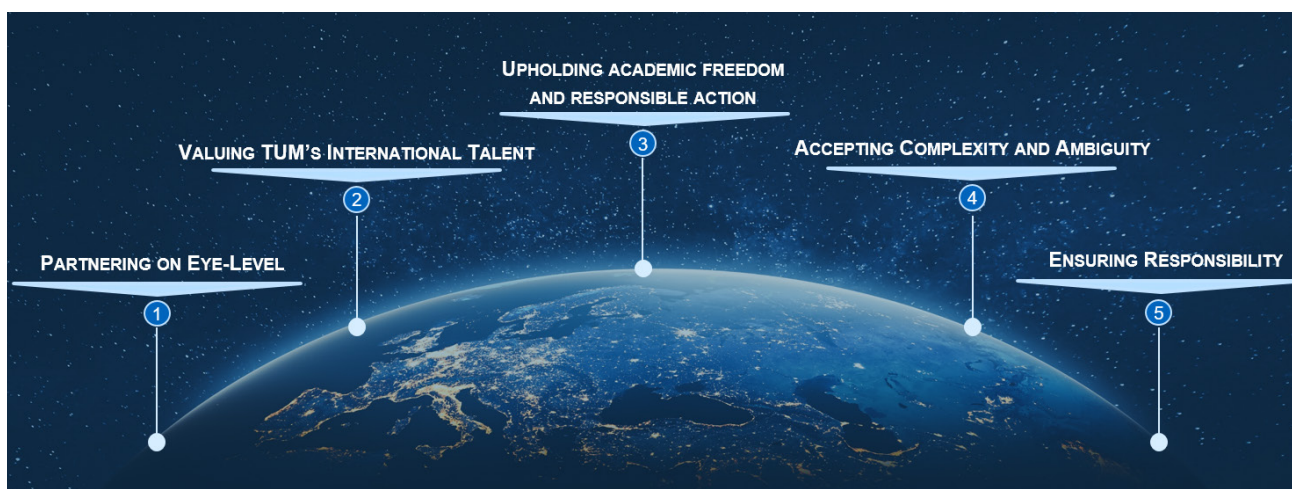 Partnering on Eye-Level
1
Valuing TUM's International Talent
2
Upholding academic freedom
and responsible action
3
Accepting Complexity and Ambiguity
4
Ensuring Responsibility
5